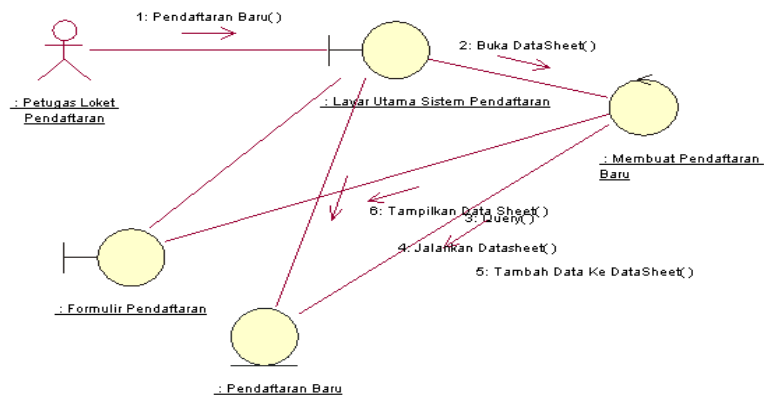 1: Pendaftaran Baru( )
2: Buka DataSheet( )
: Petugas Loket
Pendaftaran
: Layar Utama Sistem Pendaftaran
: Membuat Pendaftaran
Baru
6: Tampilkan Data Sheet( )
3: Query( )
4: Jalankan Datasheet( )
5: Tambah Data Ke DataSheet( )
: Formulir Pendaftaran
: Pendaftaran Baru